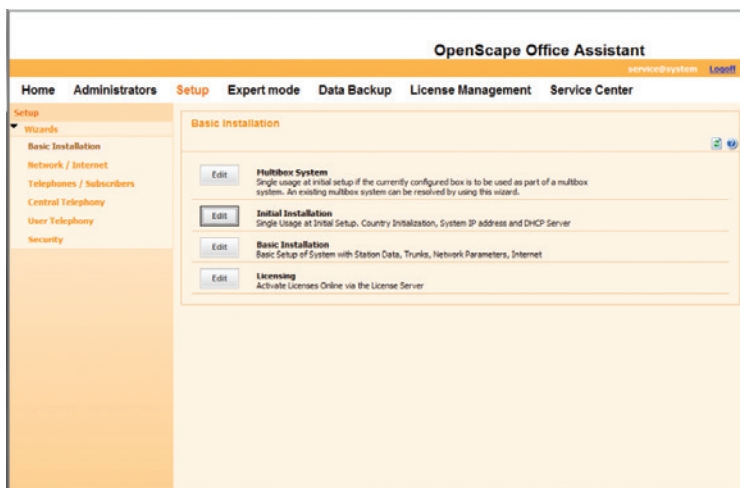 OpenScape Office Assistant
service@system Logoff
Home Administrators Setup Expert mode Data Backup License Management Service Center
Setup
Wizards
Basic Installation
Network / Internet
Telephones / Subscribers
Central Telephony
User Telephony
Security
Basic Installation
Edit Multibox System
Single usage at initial setup if the currently configured box is to be used as part of a multibox
system. An existing multibox system can be resolved by using this wizard.
Edit Initial Installation
Single Usage at Initial Setup. Country Initialization, System IP address and DHCP Server
Edit Basic Installation
Basic Setup of System with Station Data, Trunks, Network Parameters, Internet
Edit Licensing
Activate Licenses Online via the License Server